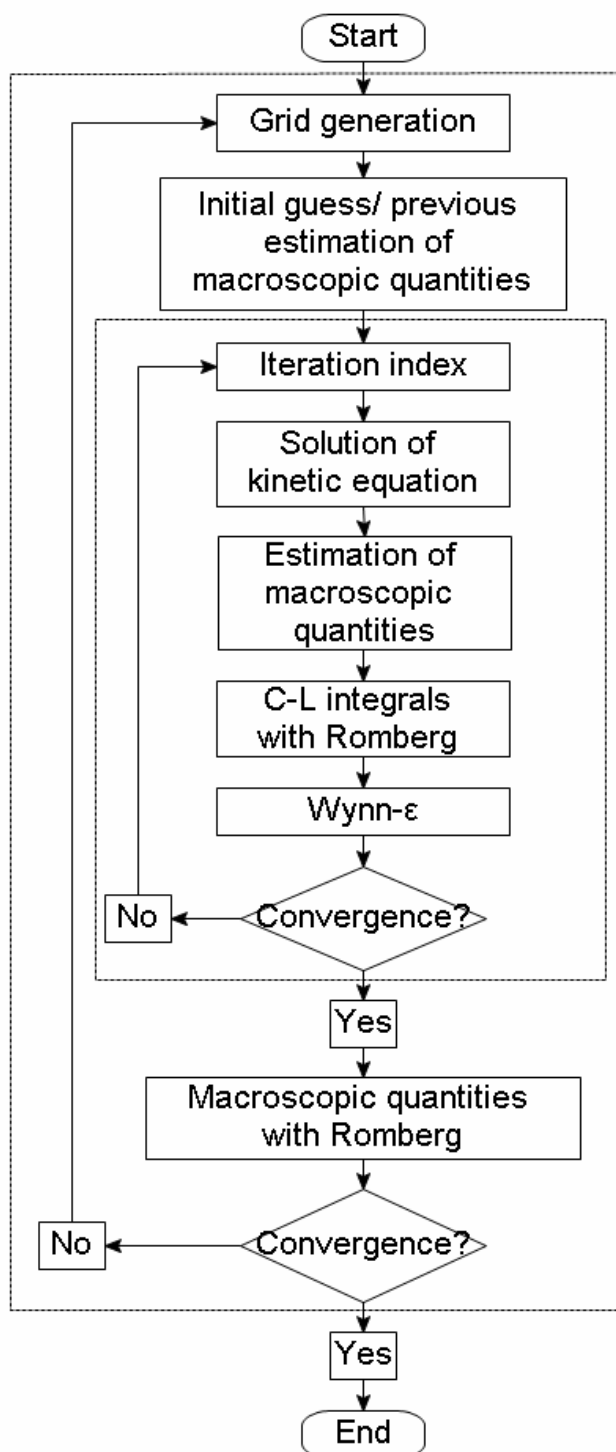 Start
Grid generation
Initial guess/ previous
estimation of
macroscopic quantities
Iteration index
Solution of
kinetic equation
Estimation of
macroscopic
quantities
C-L integrals
with Romberg
Wynn-ε
Convergence?
No
Yes
Macroscopic quantities
with Romberg
Convergence?
No
Yes
End